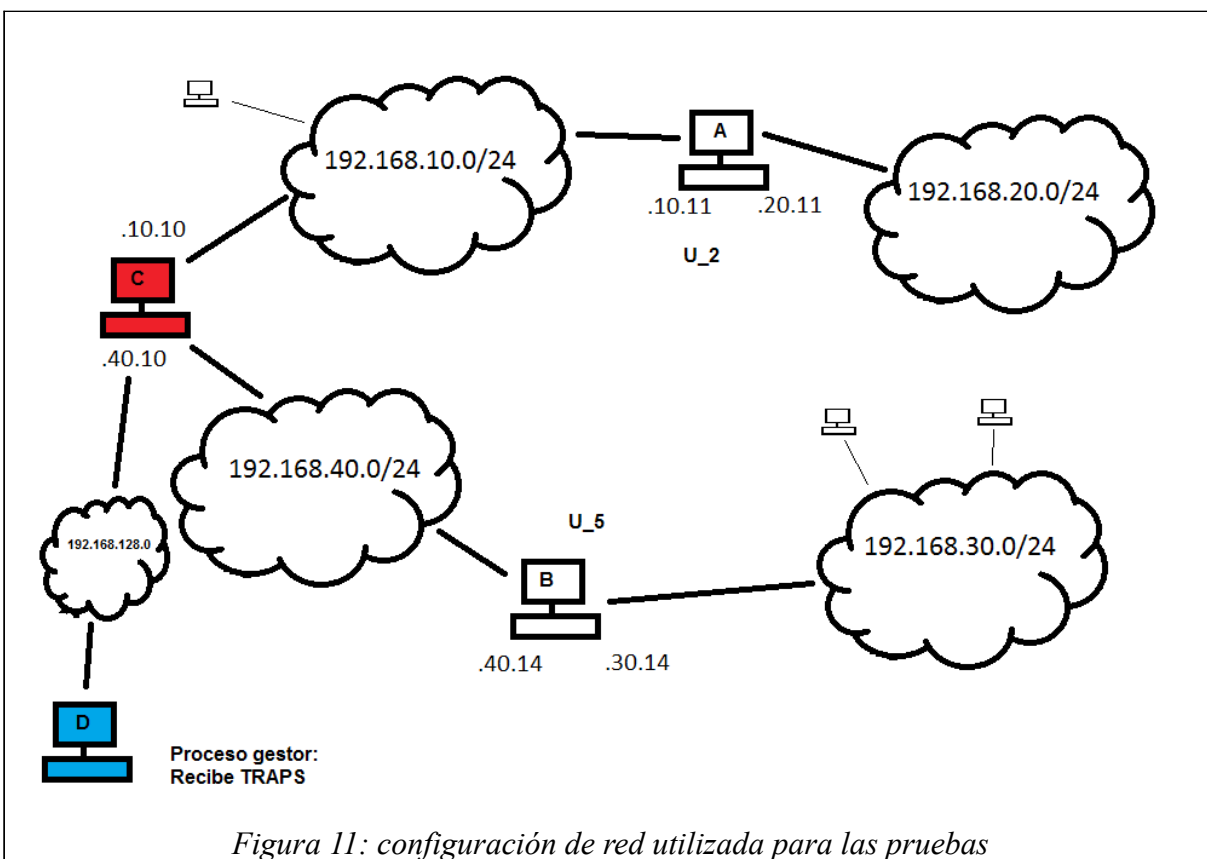 192.168.10.0/24
A
.10.11
.20.11
U_2
192.168.20.0/24
.10.10
C
.40.10
192.168.40.0/24
192.168.128.0
U_5
B
.40.14
.30.14
192.168.30.0/24
D
Proceso gestor:
Recibe TRAPS
Figura 11: configuración de red utilizada para las pruebas